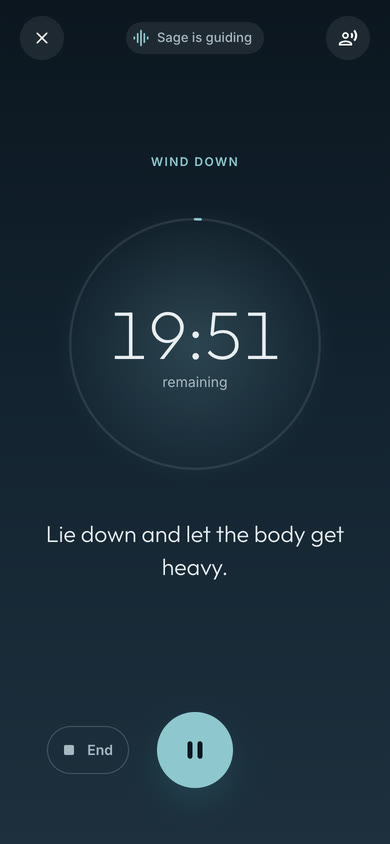 Sage is guiding
WIND DOWN
19:51
remaining
Lie down and let the body get
heavy.
End